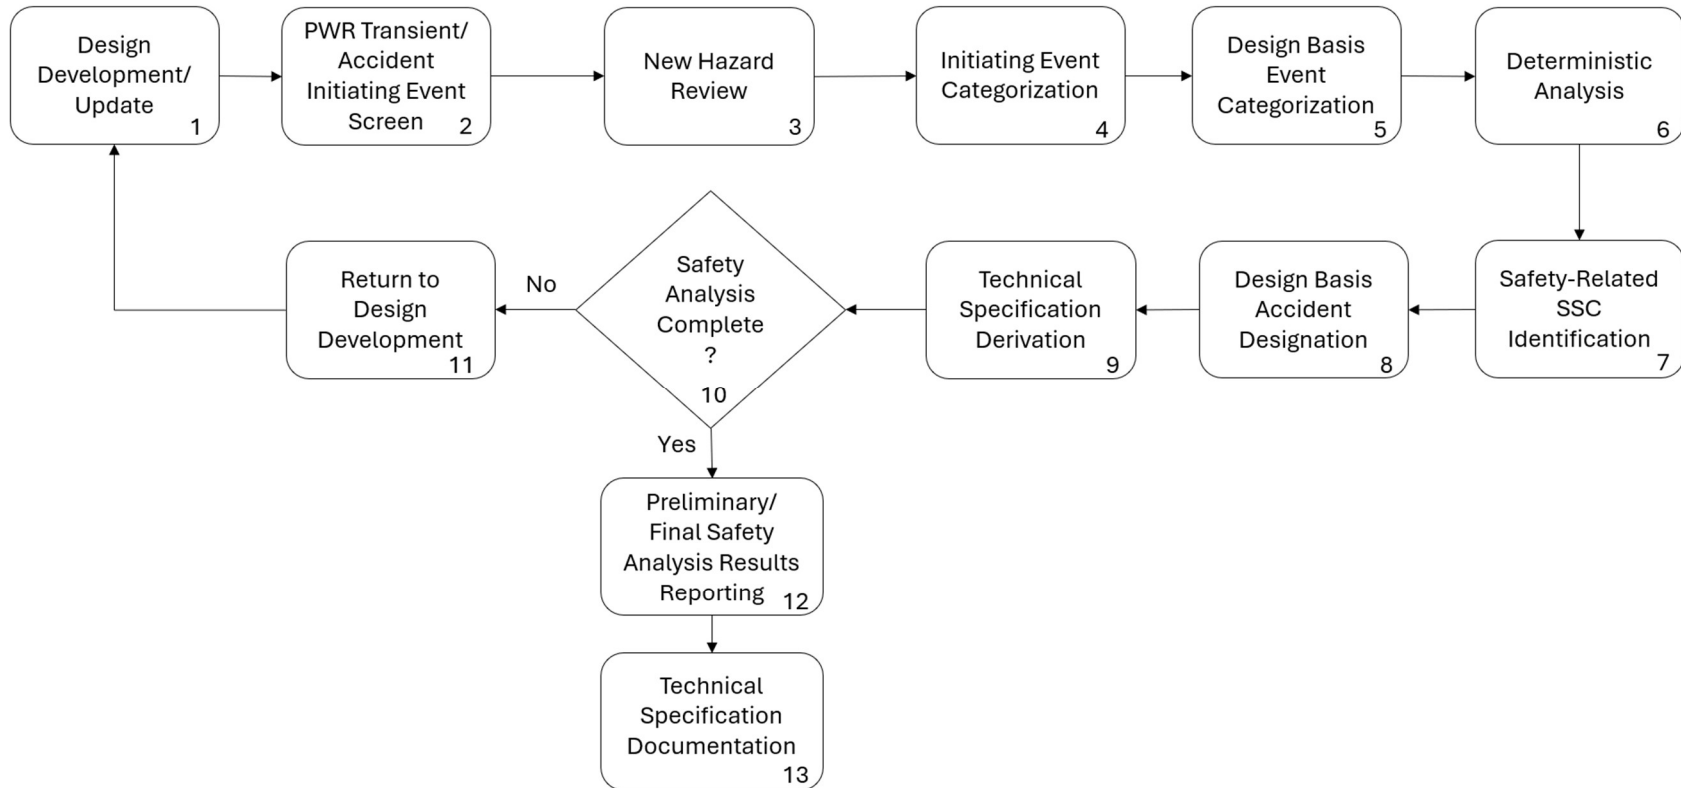 Design
Development/
Update
1
PWR Transient/
Accident
Initiating Event
Screen
2
New Hazard
Review
3
Initiating Event
Categorization
4
Design Basis
Event
Categorization
5
Deterministic
Analysis
6
Safety-Related
SSC
Identification
7
Design Basis
Accident
Designation
8
Technical
Specification
Derivation
9
Safety
Analysis
Complete
?
10
No
Return to
Design
Development
11
Yes
Preliminary/
Final Safety
Analysis Results
Reporting
12
Technical
Specification
Documentation
13